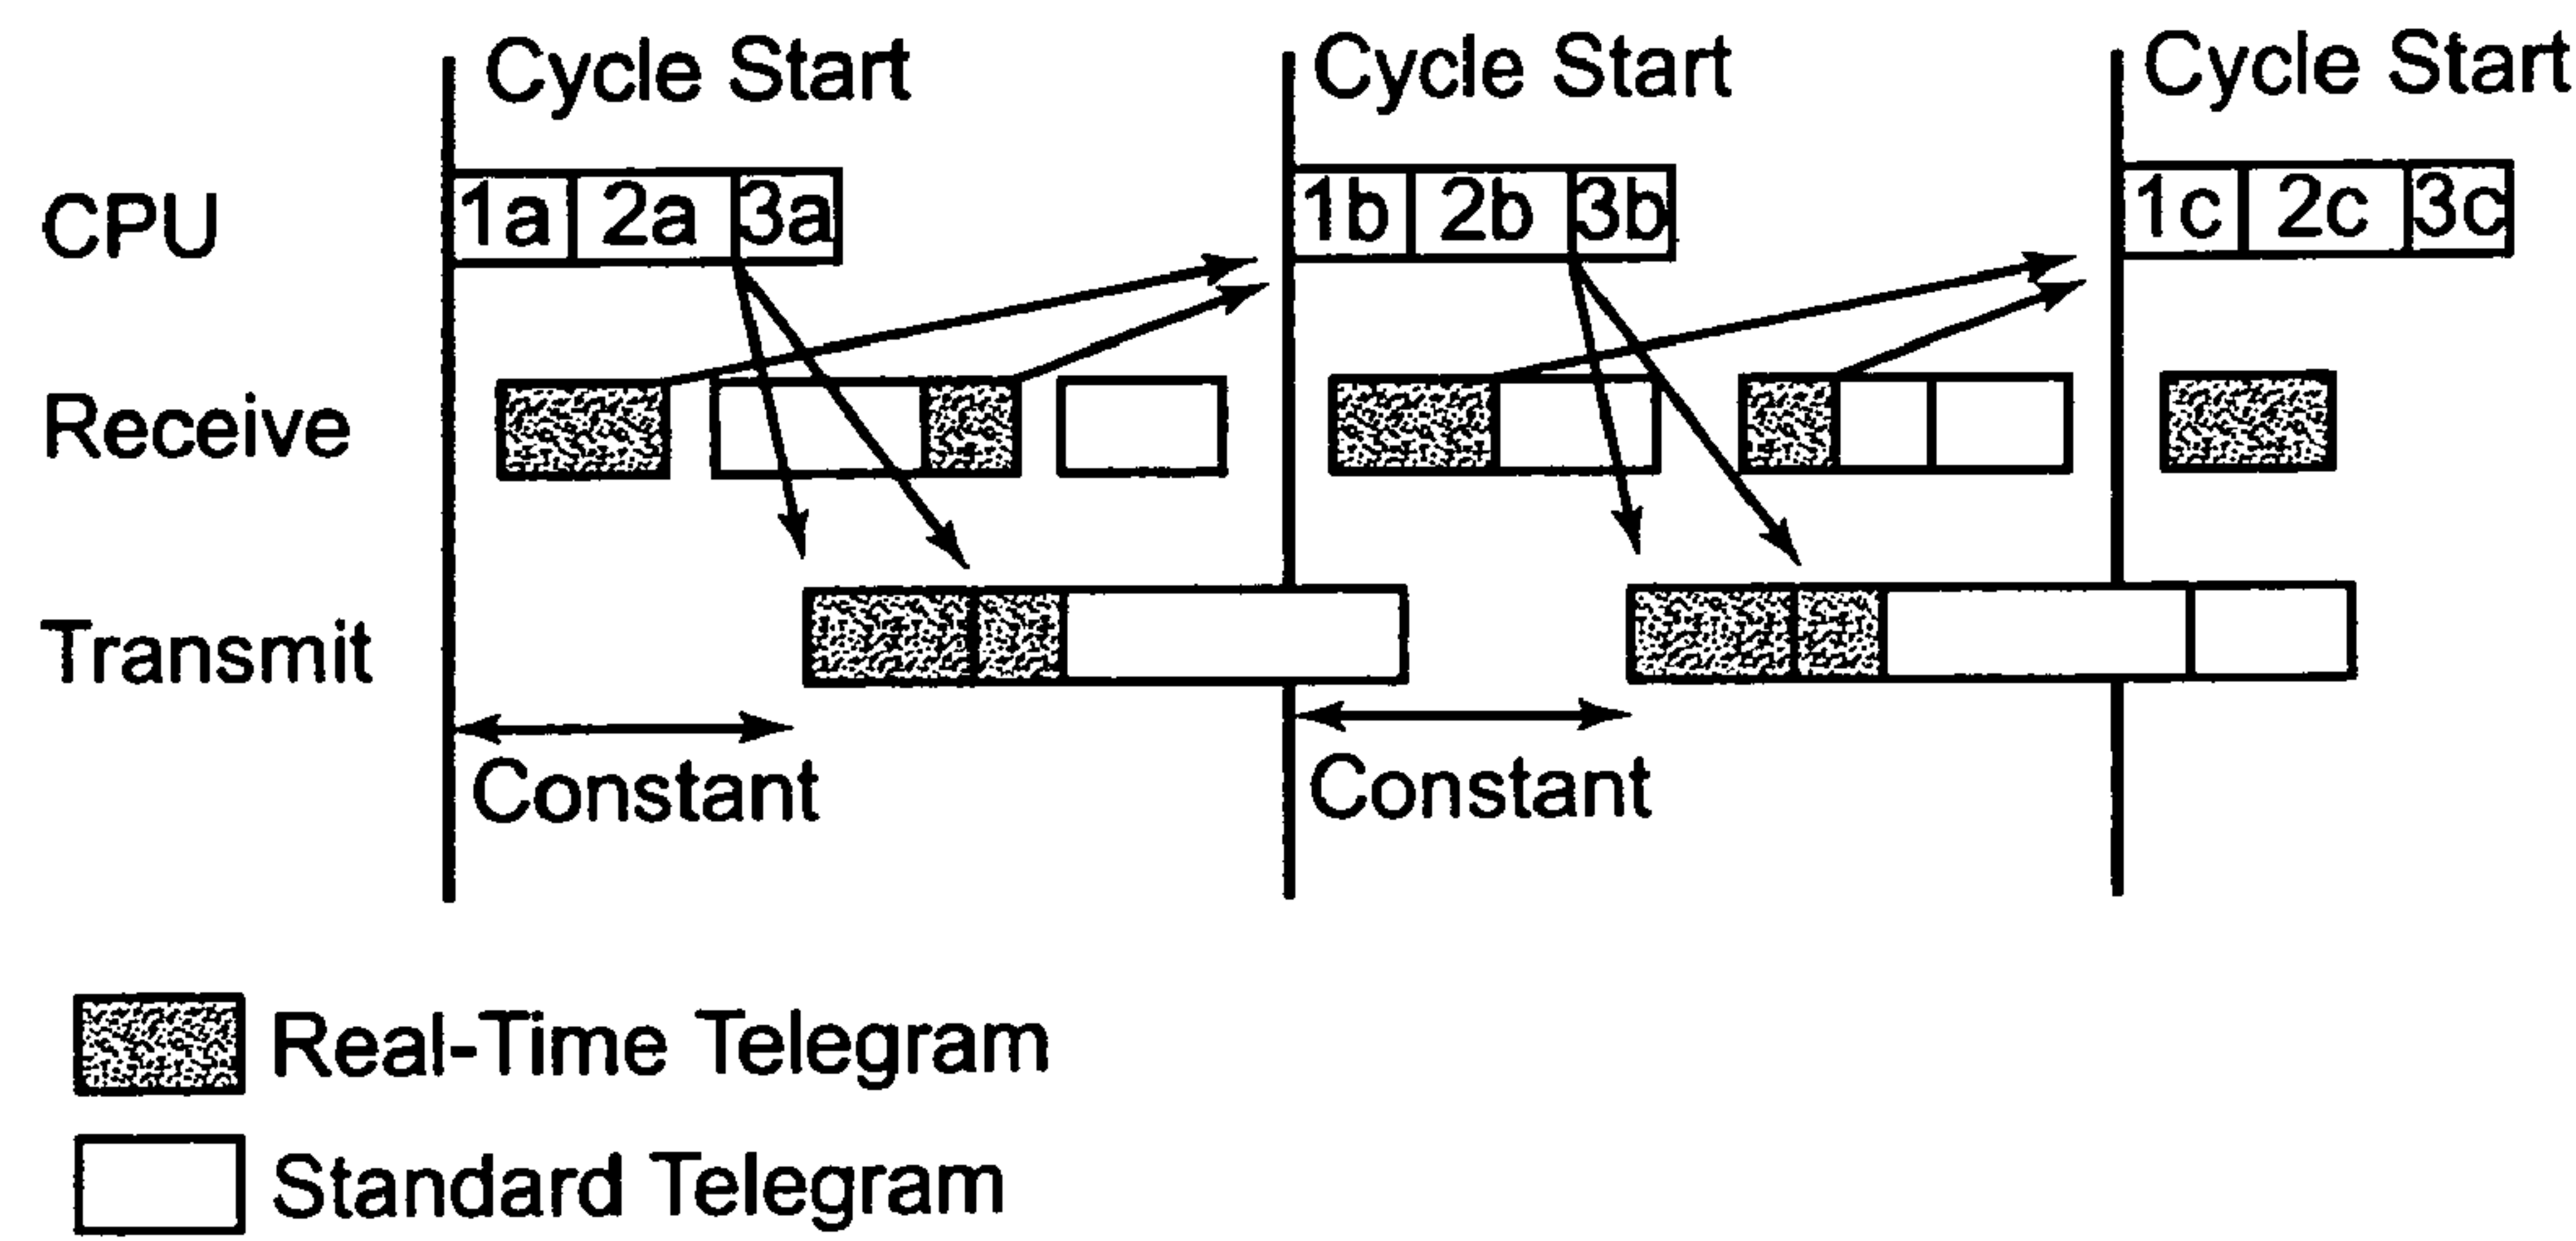 Cycle Start Cycle Start Cycle Start
CPU 1a 2a 3a 1b 2b 3b 1c 2c 3c
Receive
Transmit
Constant Constant
Real-Time Telegram
Standard Telegram